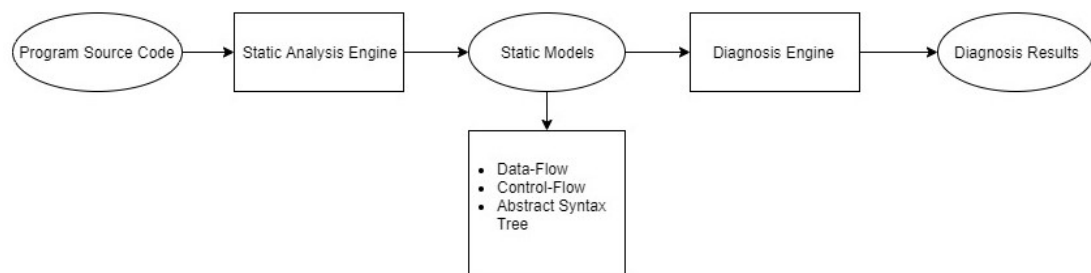 Program Source Code
Static Analysis Engine
Static Models
Diagnosis Engine
Diagnosis Results
• Data-Flow
• Control-Flow
• Abstract Syntax
Tree